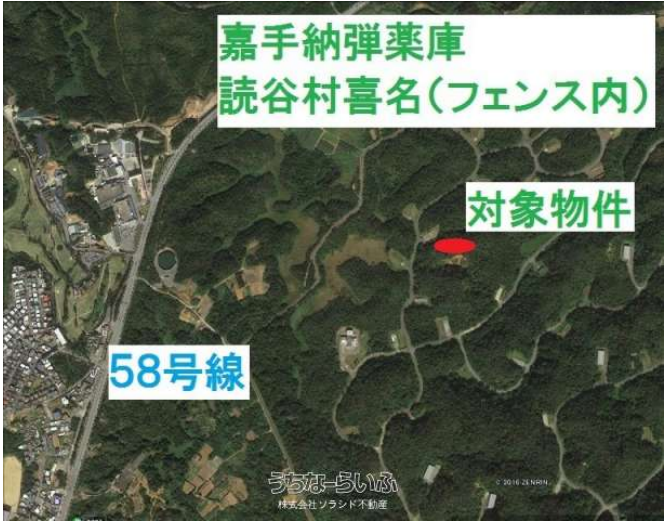 嘉手納弾薬庫
読谷村喜名(フェンス内)
対象物件
58号線
うちなーらいふ
株式会社ソラシド不動産
© 2016 ZENRIN